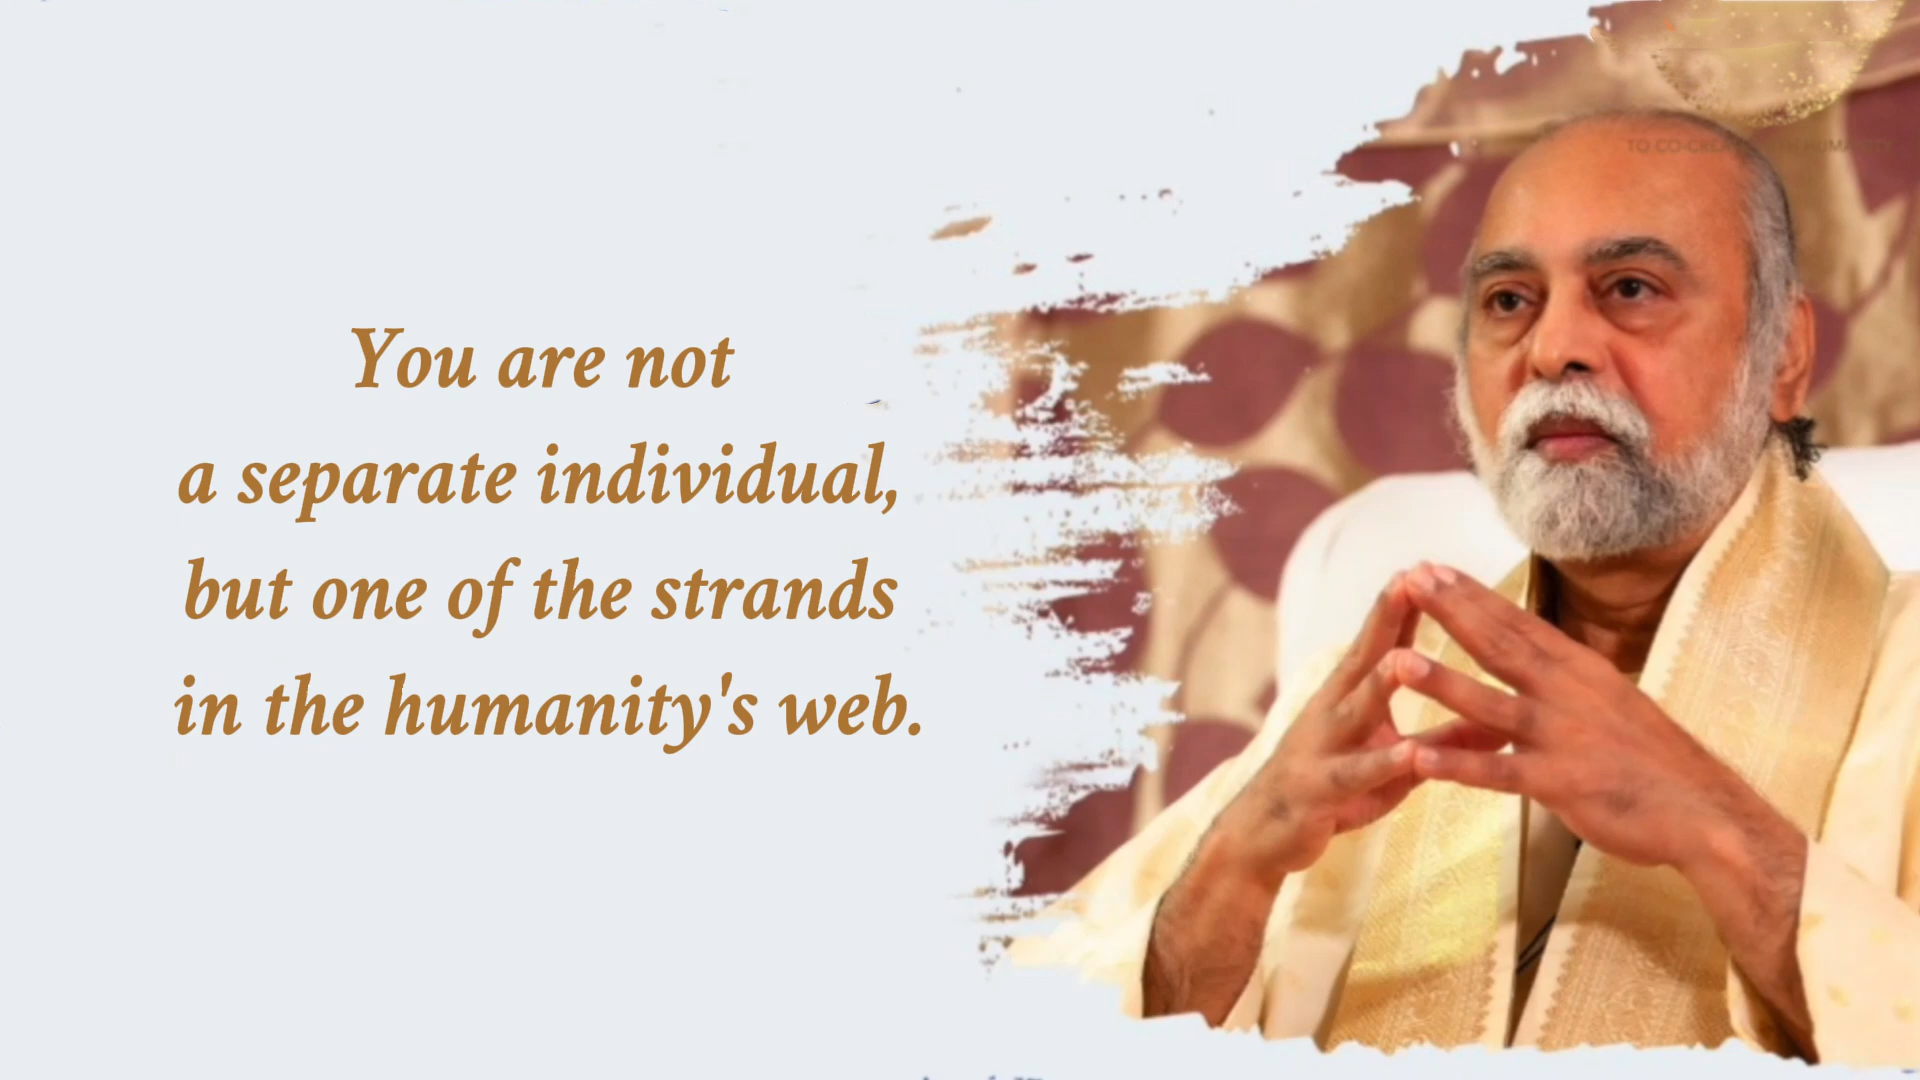 You are not
a separate individual,
but one of the strands
in the humanity's web.